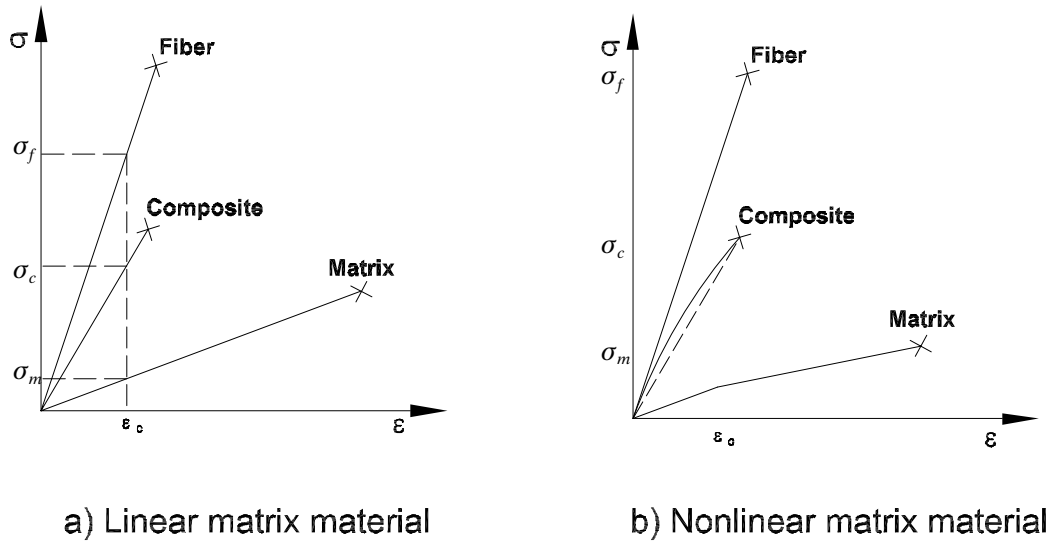 σ
Fiber
σf
Composite
σc
Matrix
σm
εc
ε
a) Linear matrix material
σ
σf
Fiber
Composite
σc
Matrix
σm
εc
ε
b) Nonlinear matrix material